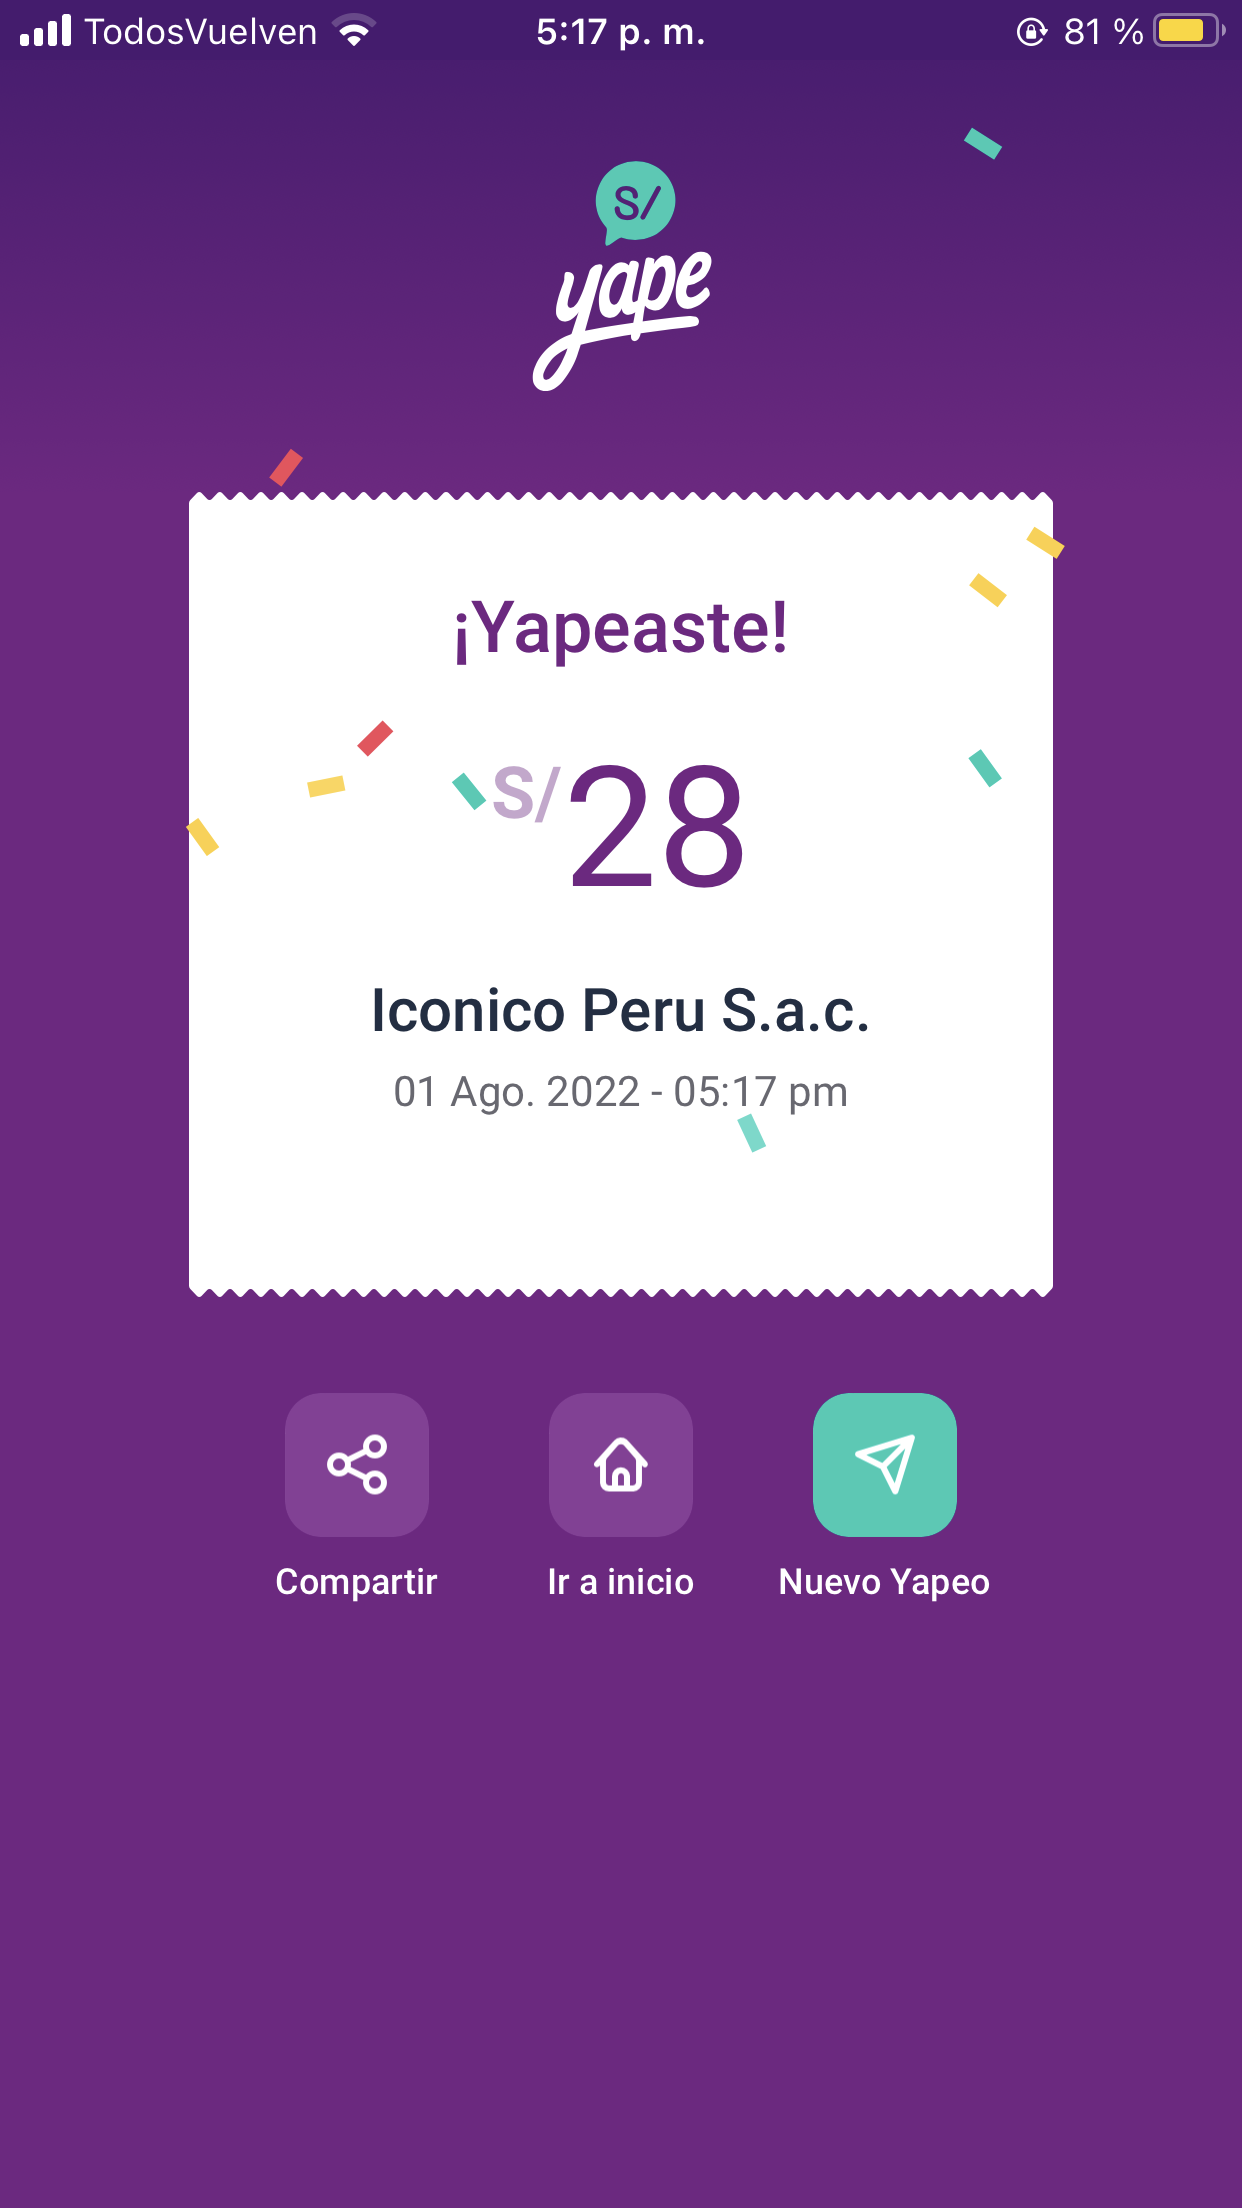 TodosVuelven 5:17 p. m. 81 %
S/
yape
¡Yapeaste!
S/28
Iconico Peru S.a.c.
01 Ago. 2022 - 05:17 pm
Compartir Ir a inicio Nuevo Yapeo